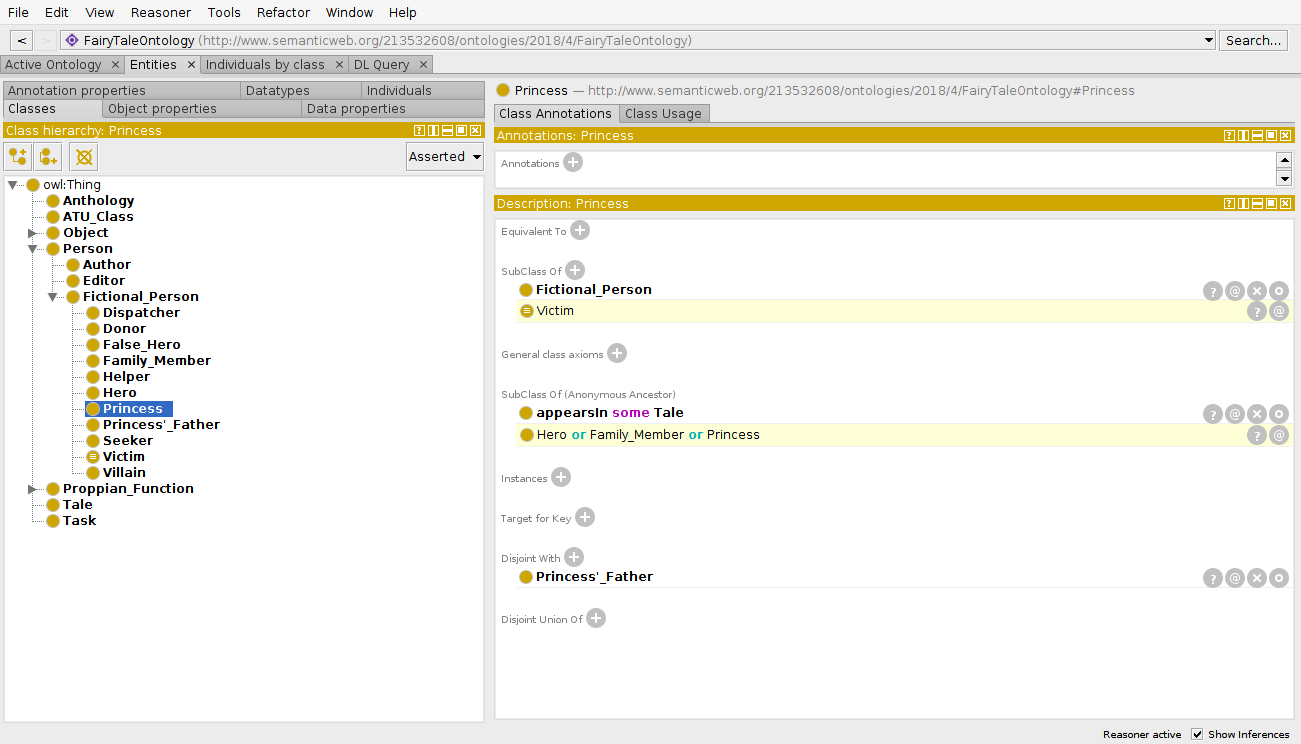 File Edit View Reasoner Tools Refactor Window Help
< > FairyTaleOntology (http://www.semanticweb.org/213532608/ontologies/2018/4/FairyTaleOntology) Search...
Active Ontology × Entities × Individuals by class × DL Query ×
Annotation properties Datatypes Individuals
Classes Object properties Data properties
Class hierarchy: Princess
Asserted
owl:Thing
Anthology
ATU_Class
Object
Person
Author
Editor
Fictional_Person
Dispatcher
Donor
False_Hero
Family_Member
Helper
Hero
Princess
Princess'_Father
Seeker
Victim
Villain
Proppian_Function
Tale
Task
Princess — http://www.semanticweb.org/213532608/ontologies/2018/4/FairyTaleOntology#Princess
Class Annotations Class Usage
Annotations: Princess
Annotations
Description: Princess
Equivalent To
SubClass Of
Fictional_Person
Victim
General class axioms
SubClass Of (Anonymous Ancestor)
appearsIn some Tale
Hero or Family_Member or Princess
Instances
Target for Key
Disjoint With
Princess'_Father
Disjoint Union Of
Reasoner active Show Inferences